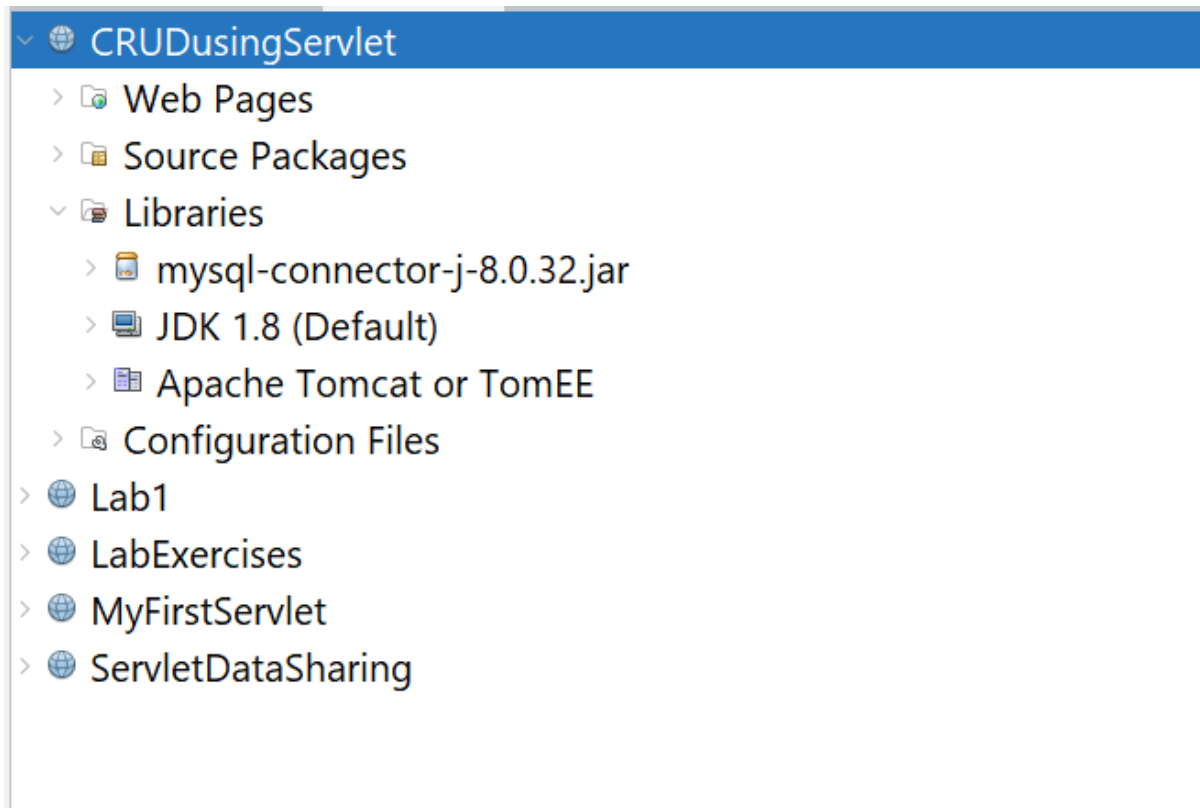 CRUDusingServlet
Web Pages
Source Packages
Libraries
mysql-connector-j-8.0.32.jar
JDK 1.8 (Default)
Apache Tomcat or TomEE
Configuration Files
Lab1
LabExercises
MyFirstServlet
ServletDataSharing